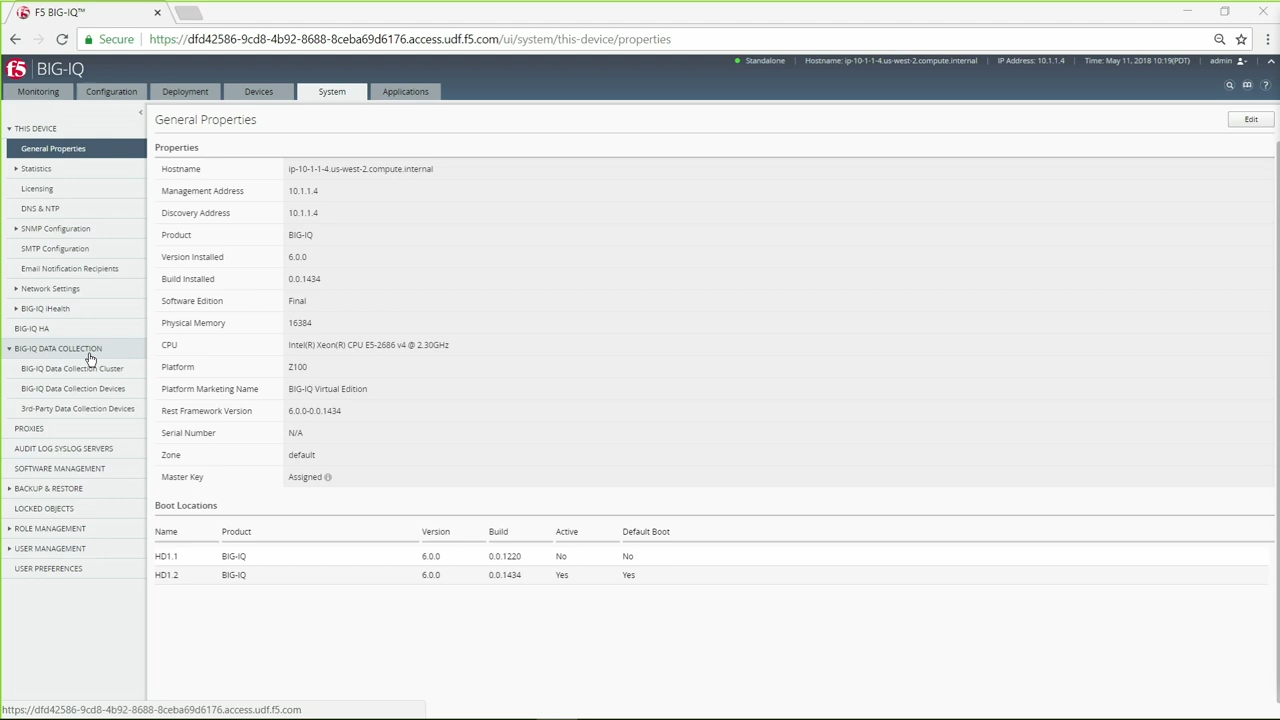 F5 BIG-IQ™
Secure https://dfd42586-9cd8-4b92-8688-8ceba69d6176.access.udf.f5.com/ui/system/this-device/properties
f5 BIG-IQ
Standalone Hostname: ip-10-1-1-4.us-west-2.compute.internal IP Address: 10.1.1.4 Time: May 11, 2018 10:19(PDT) admin
Monitoring Configuration Deployment Devices System Applications
THIS DEVICE
General Properties
Statistics
Licensing
DNS & NTP
SNMP Configuration
SMTP Configuration
Email Notification Recipients
Network Settings
BIG-IQ iHealth
BIG-IQ HA
BIG-IQ DATA COLLECTION
BIG-IQ Data Collection Cluster
BIG-IQ Data Collection Devices
3rd-Party Data Collection Devices
PROXIES
AUDIT LOG SYSLOG SERVERS
SOFTWARE MANAGEMENT
BACKUP & RESTORE
LOCKED OBJECTS
ROLE MANAGEMENT
USER MANAGEMENT
USER PREFERENCES
General Properties Edit
Properties
Hostname ip-10-1-1-4.us-west-2.compute.internal
Management Address 10.1.1.4
Discovery Address 10.1.1.4
Product BIG-IQ
Version Installed 6.0.0
Build Installed 0.0.1434
Software Edition Final
Physical Memory 16384
CPU Intel(R) Xeon(R) CPU E5-2686 v4 @ 2.30GHz
Platform Z100
Platform Marketing Name BIG-IQ Virtual Edition
Rest Framework Version 6.0.0-0.0.1434
Serial Number N/A
Zone default
Master Key Assigned
Boot Locations
Name Product Version Build Active Default Boot
HD1.1 BIG-IQ 6.0.0 0.0.1220 No No
HD1.2 BIG-IQ 6.0.0 0.0.1434 Yes Yes
https://dfd42586-9cd8-4b92-8688-8ceba69d6176.access.udf.f5.com